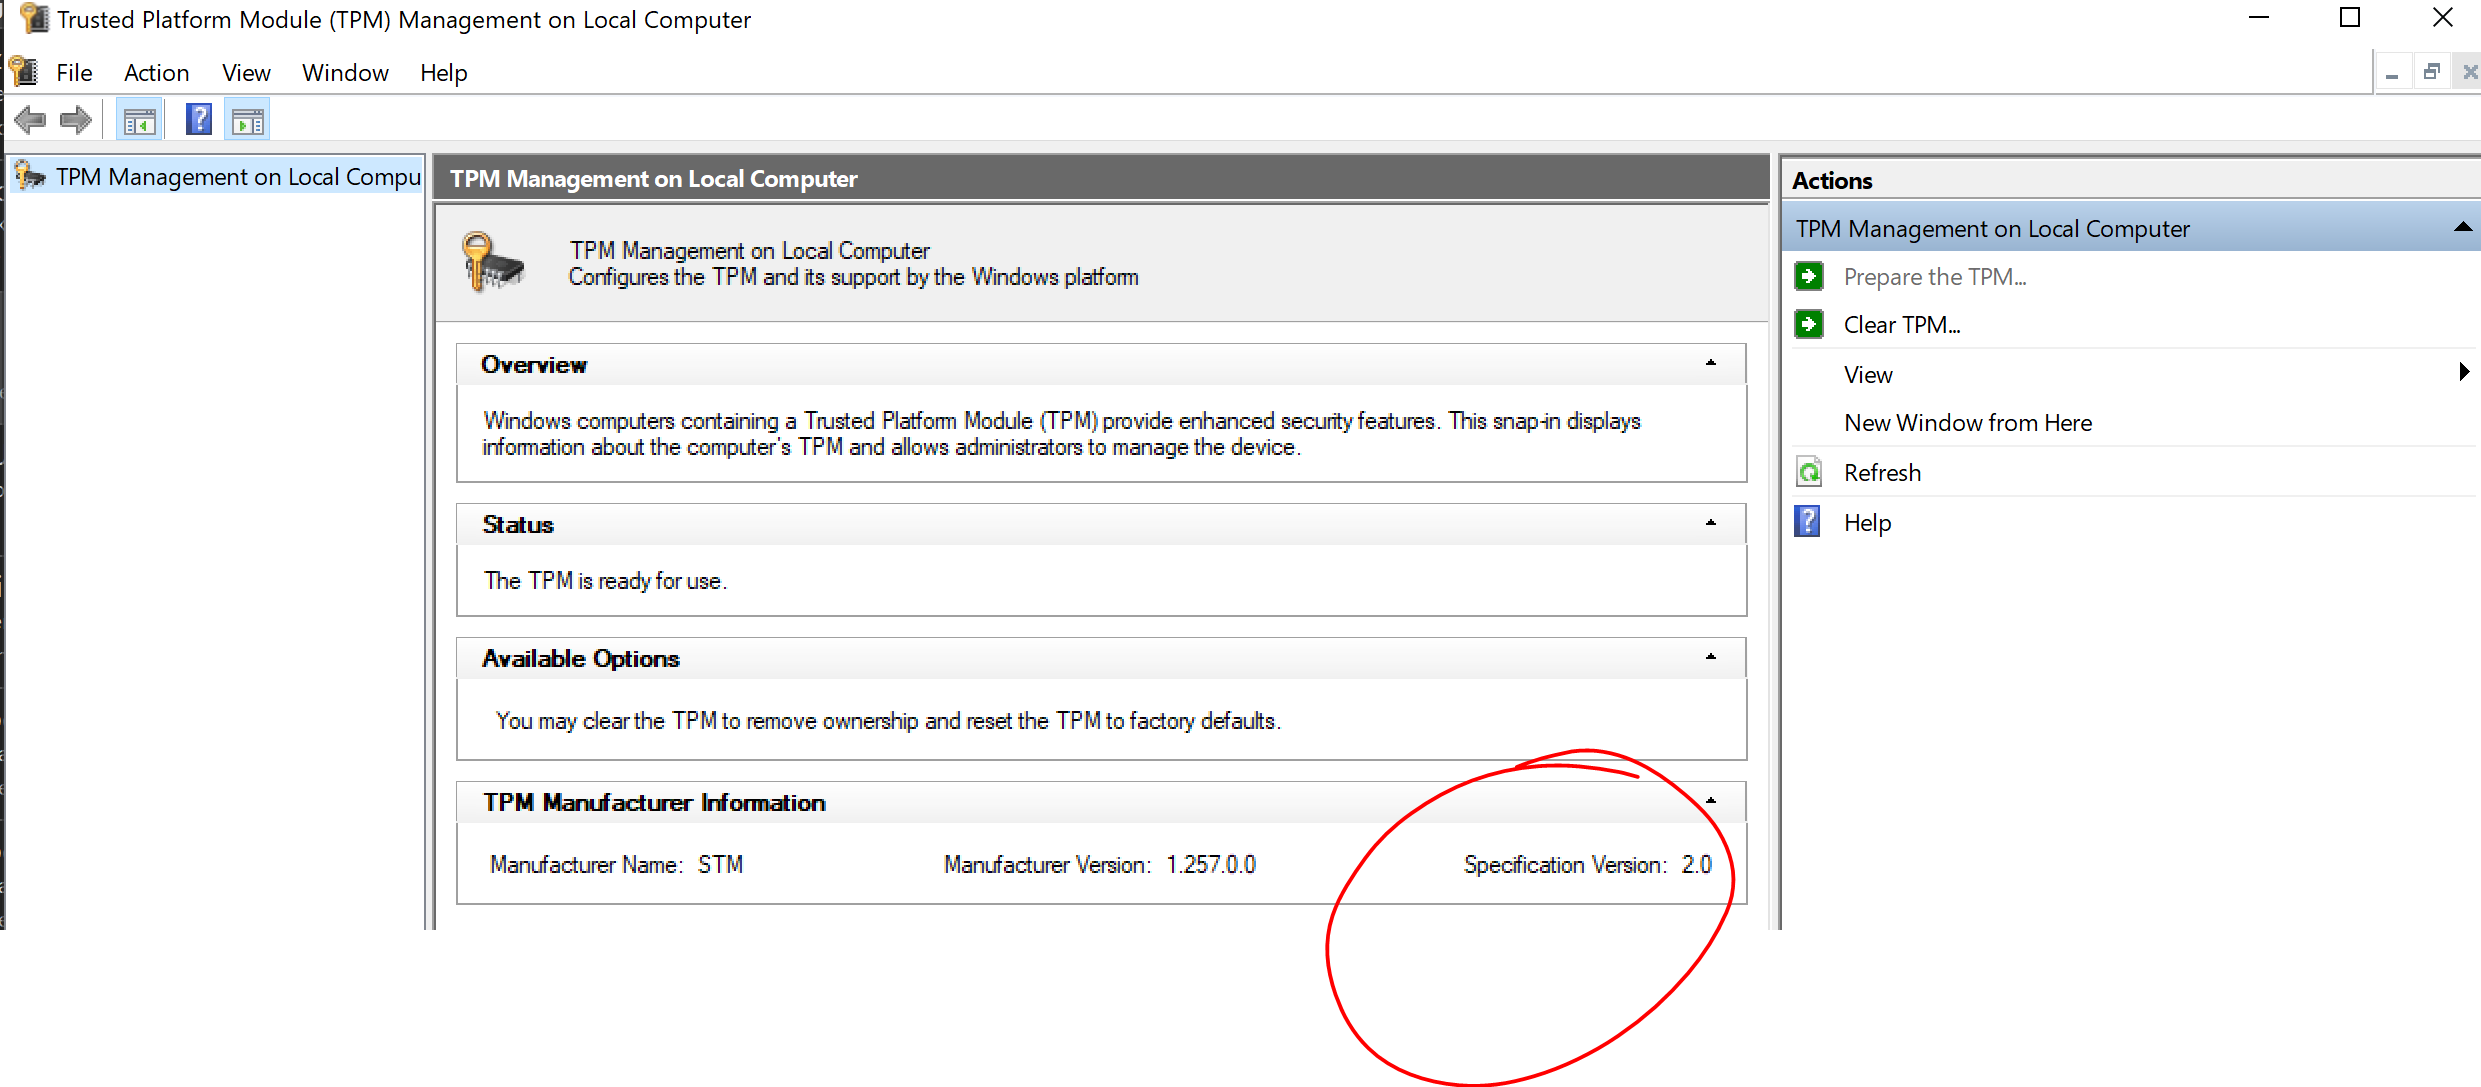 Trusted Platform Module (TPM) Management on Local Computer
File Action View Window Help
TPM Management on Local Compu
TPM Management on Local Computer
TPM Management on Local Computer
Configures the TPM and its support by the Windows platform
Overview
Windows computers containing a Trusted Platform Module (TPM) provide enhanced security features. This snap-in displays
information about the computer's TPM and allows administrators to manage the device.
Status
The TPM is ready for use.
Available Options
You may clear the TPM to remove ownership and reset the TPM to factory defaults.
TPM Manufacturer Information
Manufacturer Name: STM Manufacturer Version: 1.257.0.0 Specification Version: 2.0
Actions
TPM Management on Local Computer
Prepare the TPM...
Clear TPM...
View
New Window from Here
Refresh
Help